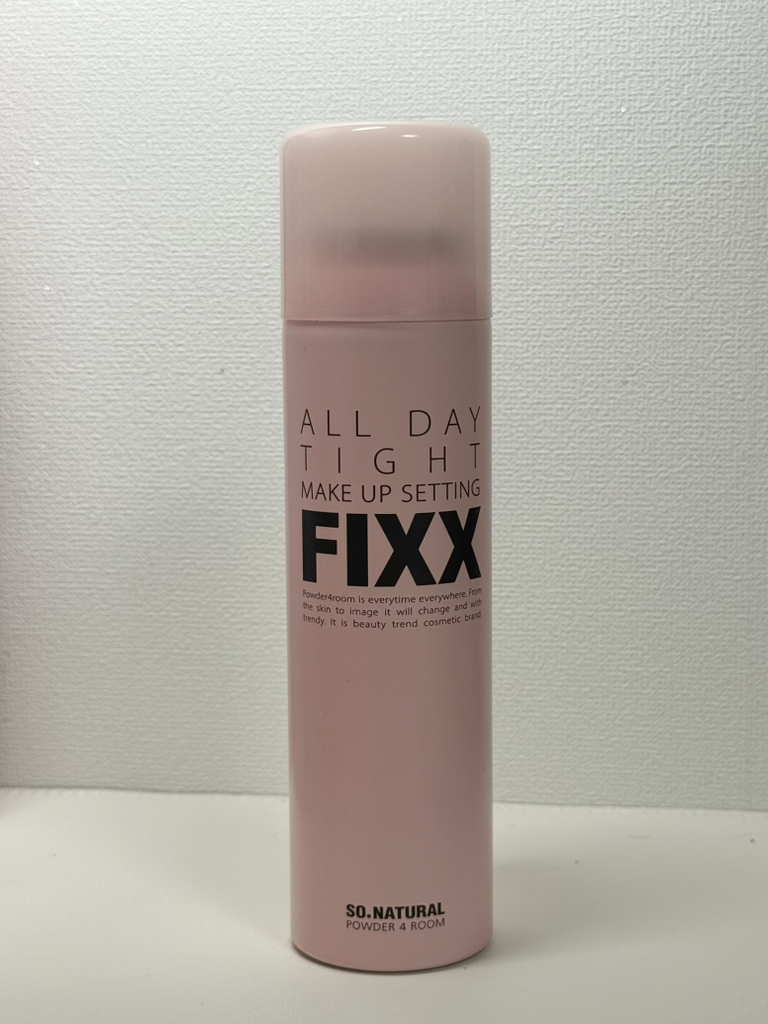 ALL DAY
TIGHT
MAKE UP SETTING
FIXX
Powder4room is everytime everywhere. From
the skin to image it will change and with
trendy. It is beauty trend cosmetic brand
SO.NATURAL
POWDER 4 ROOM